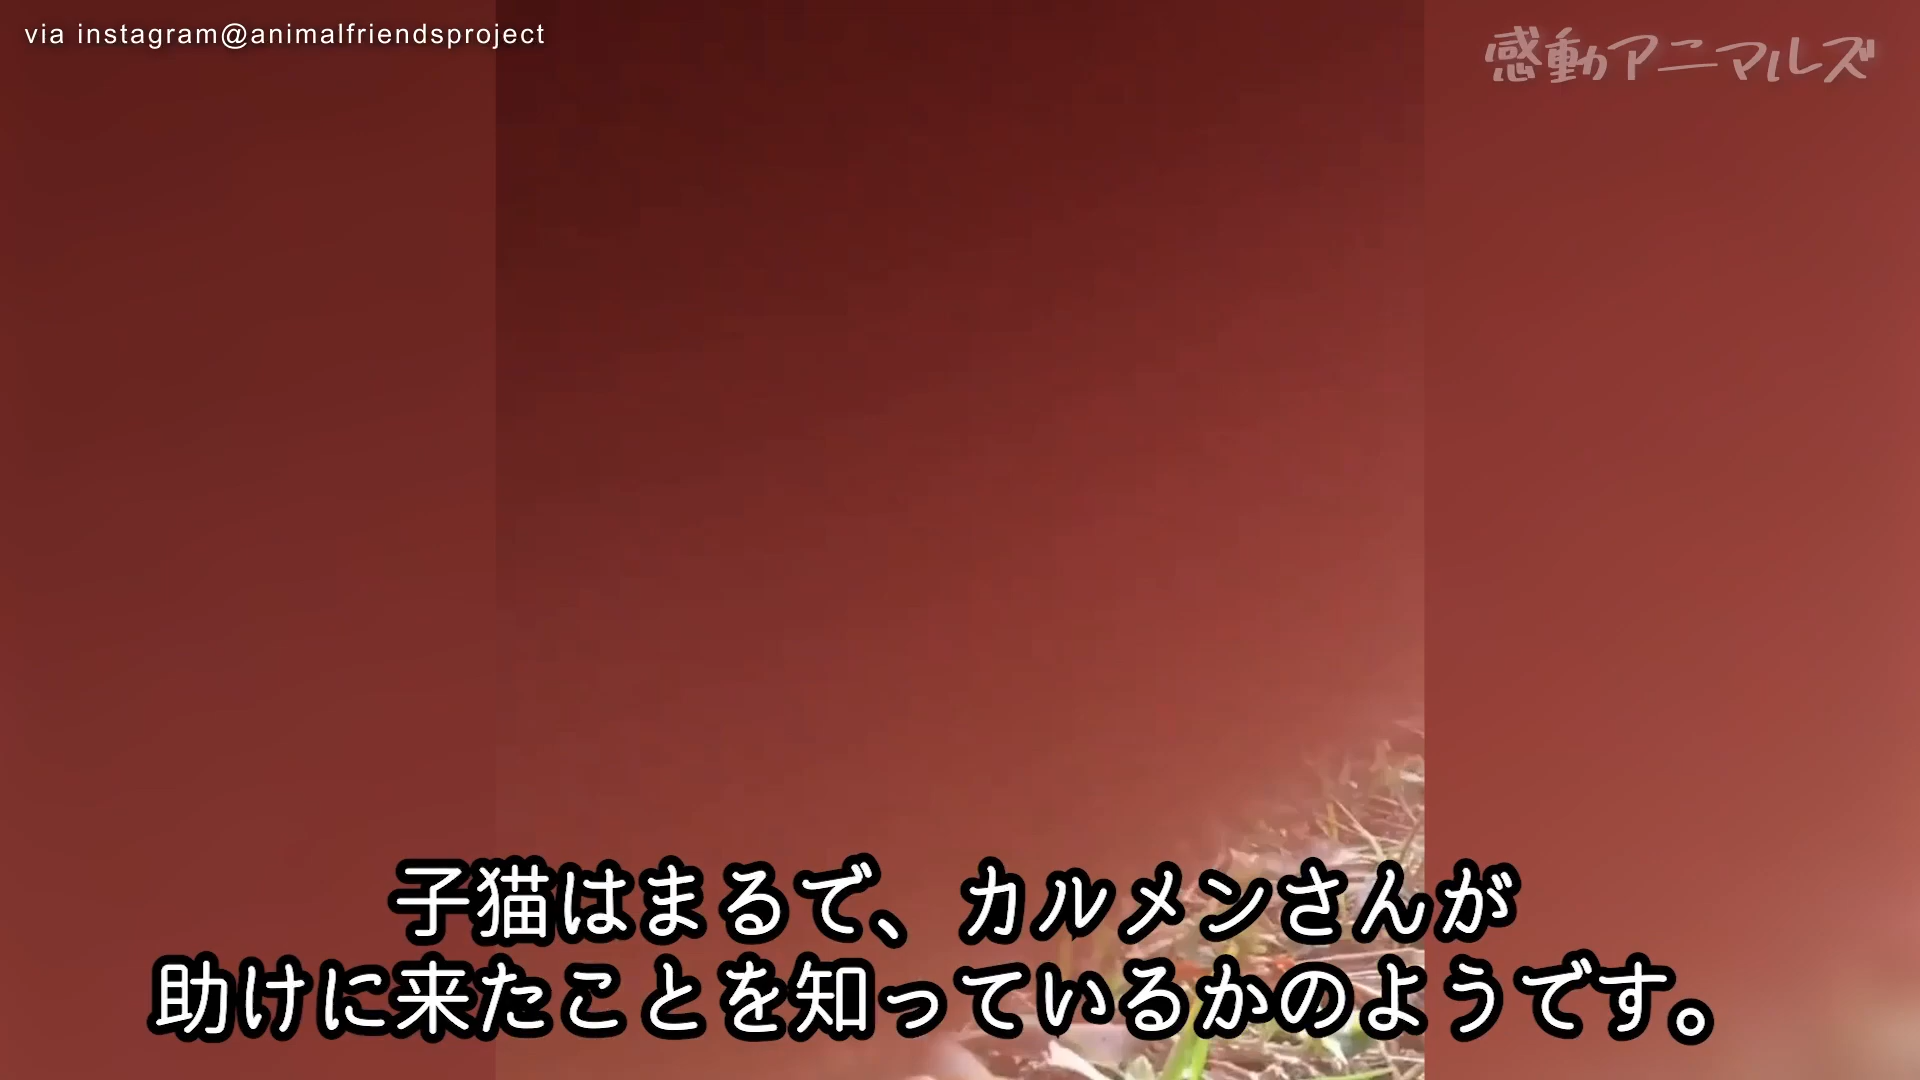 via instagram@animalfriendsproject
感動アニマルズ
子猫はまるで、カルメンさんが
助けに来たことを知っているかのようです。